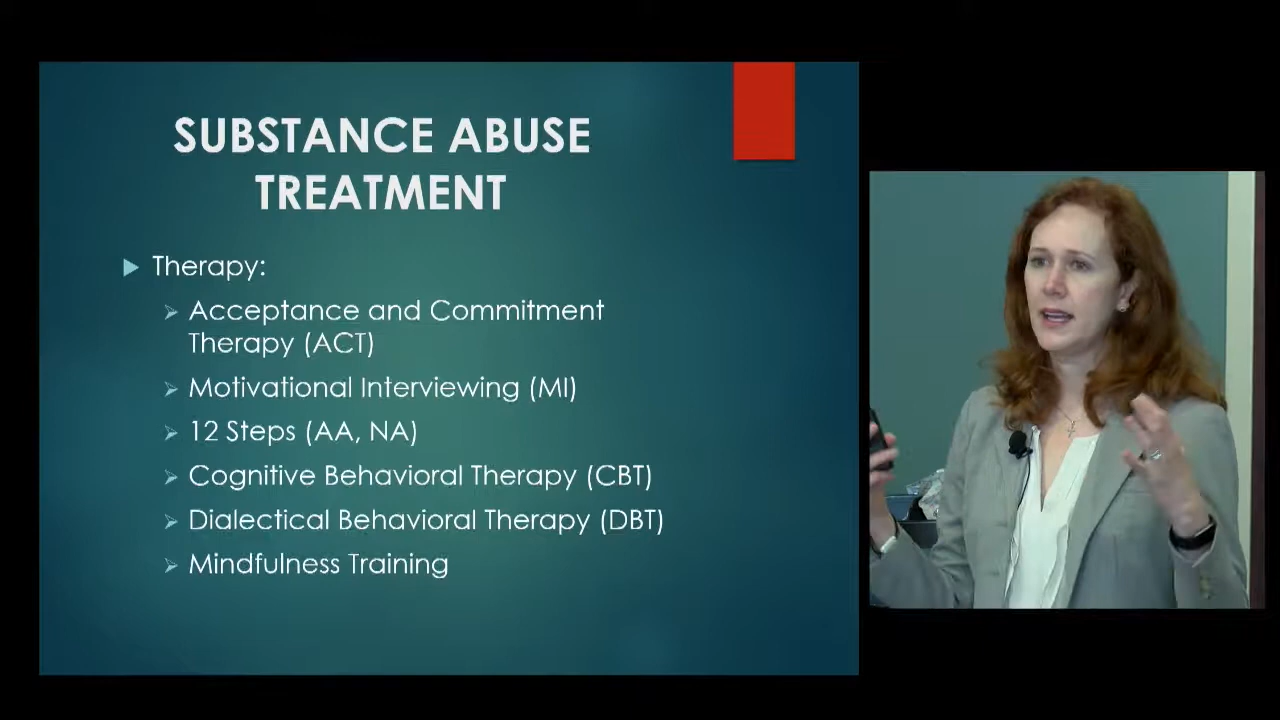 SUBSTANCE ABUSE
TREATMENT
Therapy:
Acceptance and Commitment
Therapy (ACT)
Motivational Interviewing (MI)
12 Steps (AA, NA)
Cognitive Behavioral Therapy (CBT)
Dialectical Behavioral Therapy (DBT)
Mindfulness Training